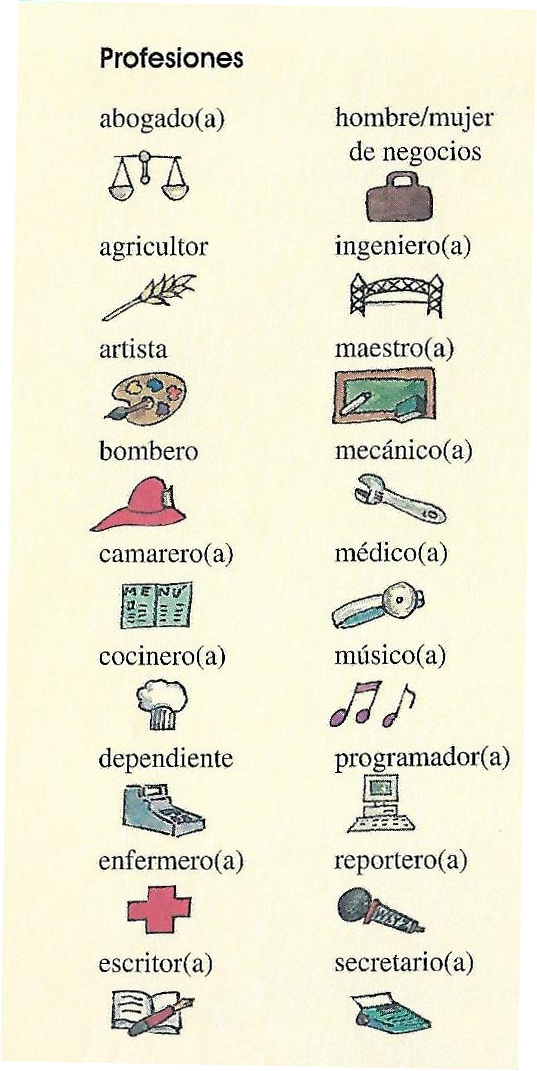 Profesiones
abogado(a)
agricultor
artista
bombero
camarero(a)
MENÚ
cocinero(a)
dependiente
enfermero(a)
escritor(a)
hombre/mujer
de negocios
ingeniero(a)
maestro(a)
mecánico(a)
médico(a)
músico(a)
programador(a)
reportero(a)
secretario(a)